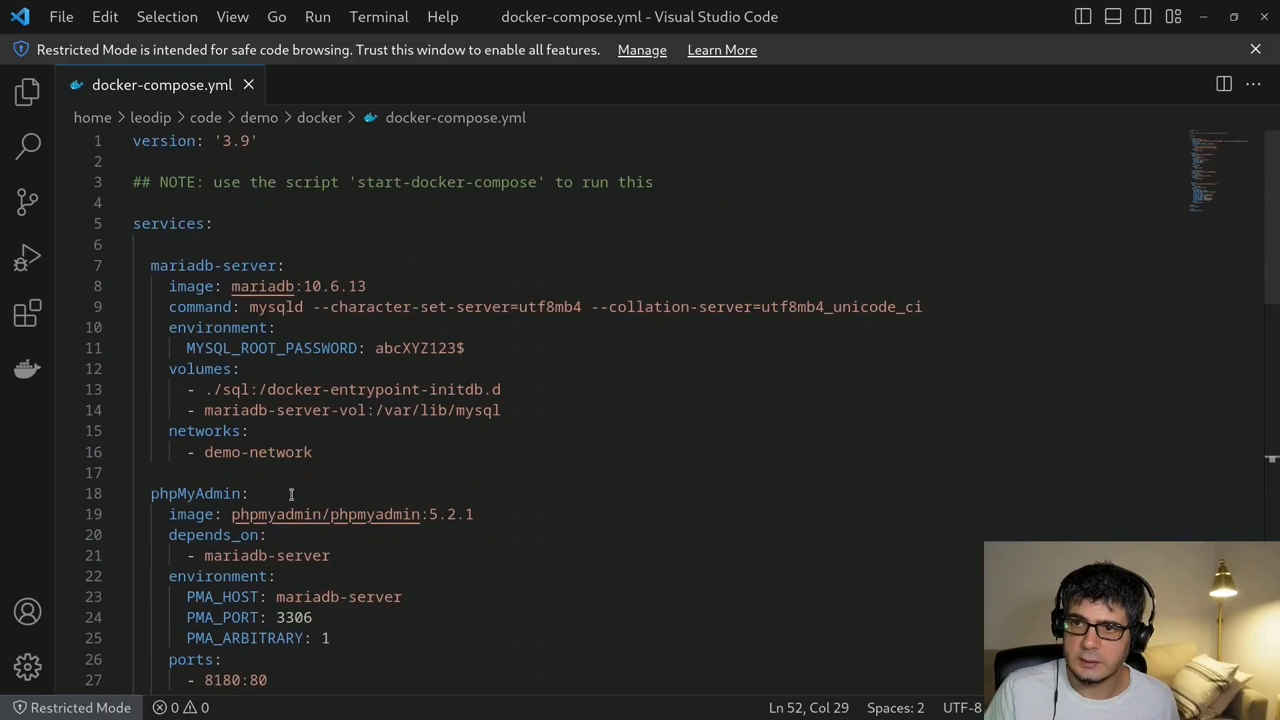 File Edit Selection View Go Run Terminal Help docker-compose.yml - Visual Studio Code
Restricted Mode is intended for safe code browsing. Trust this window to enable all features. Manage Learn More
docker-compose.yml
home > leodip > code > demo > docker > docker-compose.yml
1 version: '3.9'
2
3 ## NOTE: use the script 'start-docker-compose' to run this
4
5 services:
6
7 mariadb-server:
8 image: mariadb:10.6.13
9 command: mysqld --character-set-server=utf8mb4 --collation-server=utf8mb4_unicode_ci
10 environment:
11 MYSQL_ROOT_PASSWORD: abcXYZ123$
12 volumes:
13 - ./sql:/docker-entrypoint-initdb.d
14 - mariadb-server-vol:/var/lib/mysql
15 networks:
16 - demo-network
17
18 phpMyAdmin:
19 image: phpmyadmin/phpmyadmin:5.2.1
20 depends_on:
21 - mariadb-server
22 environment:
23 PMA_HOST: mariadb-server
24 PMA_PORT: 3306
25 PMA_ARBITRARY: 1
26 ports:
27 - 8180:80
Restricted Mode 0 0 Ln 52, Col 29 Spaces: 2 UTF-8